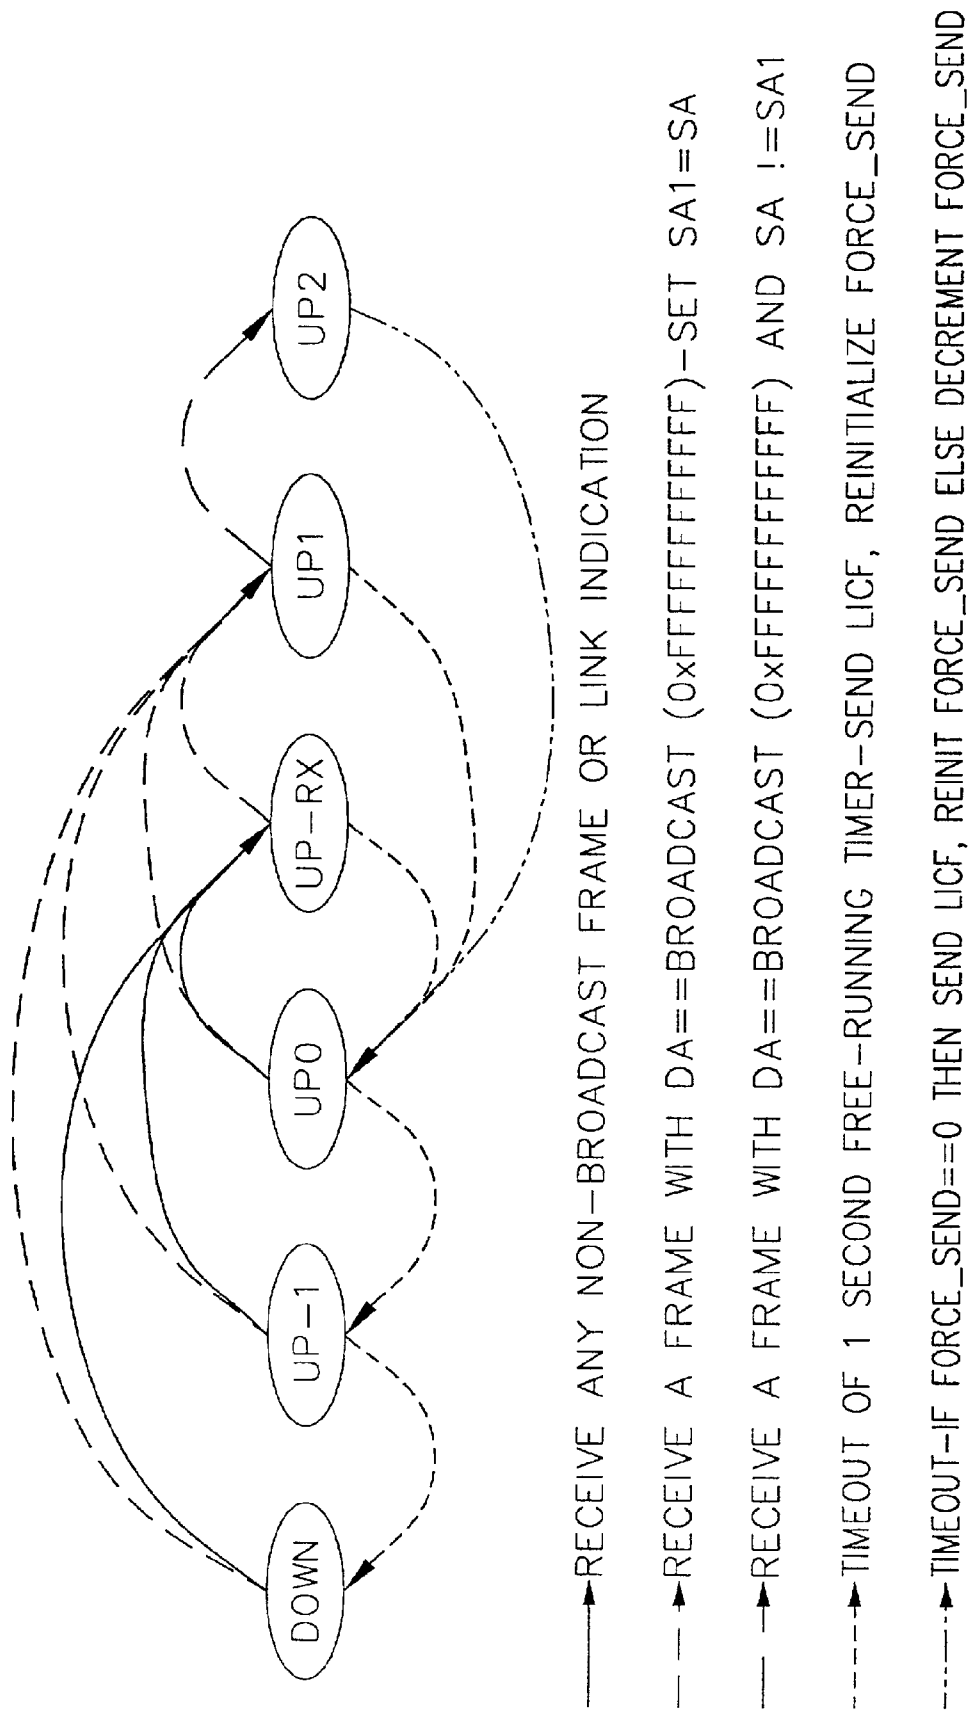 DOWN
UP-1
UP0
UP-RX
UP1
UP2
RECEIVE ANY NON-BROADCAST FRAME OR LINK INDICATION
RECEIVE A FRAME WITH DA==BROADCAST (0xFFFFFFFFFFFF)-SET SA1=SA
RECEIVE A FRAME WITH DA==BROADCAST (0xFFFFFFFFFFFF) AND SA !=SA1
TIMEOUT OF 1 SECOND FREE-RUNNING TIMER-SEND LICF, REINITIALIZE FORCE_SEND
TIMEOUT-IF FORCE_SEND==0 THEN SEND LICF, REINIT FORCE_SEND ELSE DECREMENT FORCE_SEND